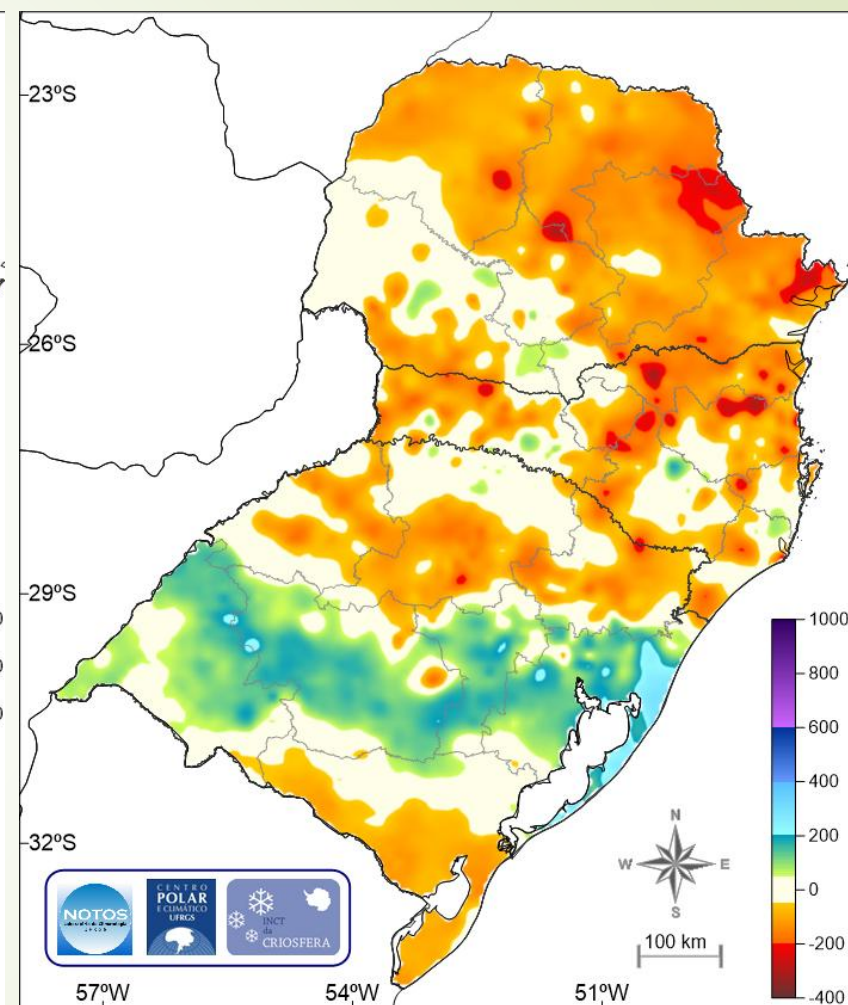 23ºS
26ºS
29ºS
32ºS
57ºW
54ºW
51ºW
1000
800
600
400
200
0
-200
-400
N
W
E
S
100 km
NOTOS
CENTRO
POLAR
E CLIMÁTICO
UFRGS
INCT
da
CRIOSFERA